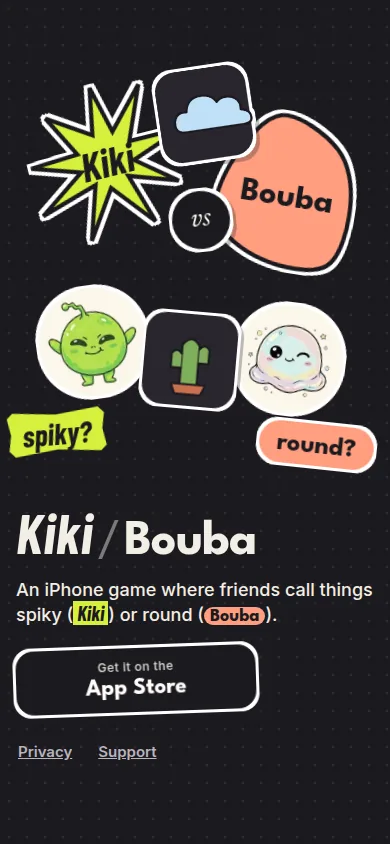 Kiki
Bouba
vs
spiky?
round?
Kiki / Bouba
An iPhone game where friends call things
spiky (Kiki) or round (Bouba).
Get it on the
App Store
Privacy Support